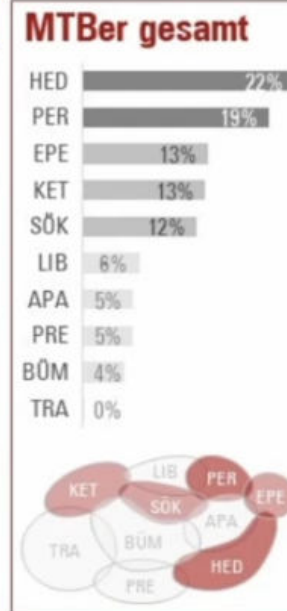 MTBer gesamt
HED 22%
PER 19%
EPE 13%
KET 13%
SÖK 12%
LIB 6%
APA 5%
PRE 5%
BÜM 4%
TRA 0%
LIB PER
KET SÖK EPE
APA
TRA BÜM
HED
PRE